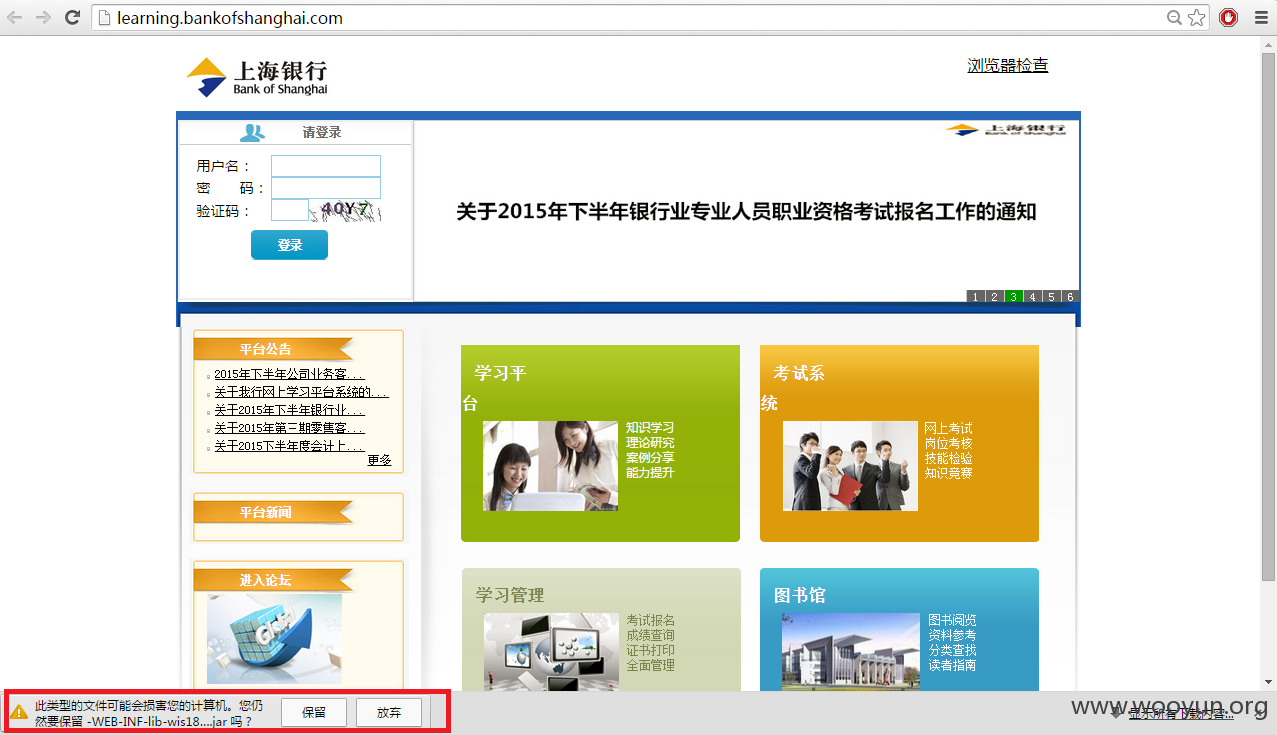 learning.bankofshanghai.com
上海银行
Bank of Shanghai
浏览器检查
请登录
用户名：
密 码：
验证码： 40Y7
登录
上海银行
Bank of Shanghai
关于2015年下半年银行业专业人员职业资格考试报名工作的通知
1 2 3 4 5 6
平台公告
2015年下半年公司业务客...
关于我行网上学习平台系统的...
关于2015年下半年银行业...
关于2015年第三期零售客...
关于2015下半年度会计上...
更多
平台新闻
进入论坛
Global
学习平
台
知识学习
理论研究
案例分享
能力提升
考试系
统
网上考试
岗位考核
技能检验
知识竞赛
学习管理
考试报名
成绩查询
证书打印
全面管理
图书馆
图书阅览
资料参考
分类查找
读者指南
此类型的文件可能会损害您的计算机。您仍
然要保留 -WEB-INF-lib-wis18....jar 吗？
保留
放弃
www.wooyun.org
显示所有下载内容...